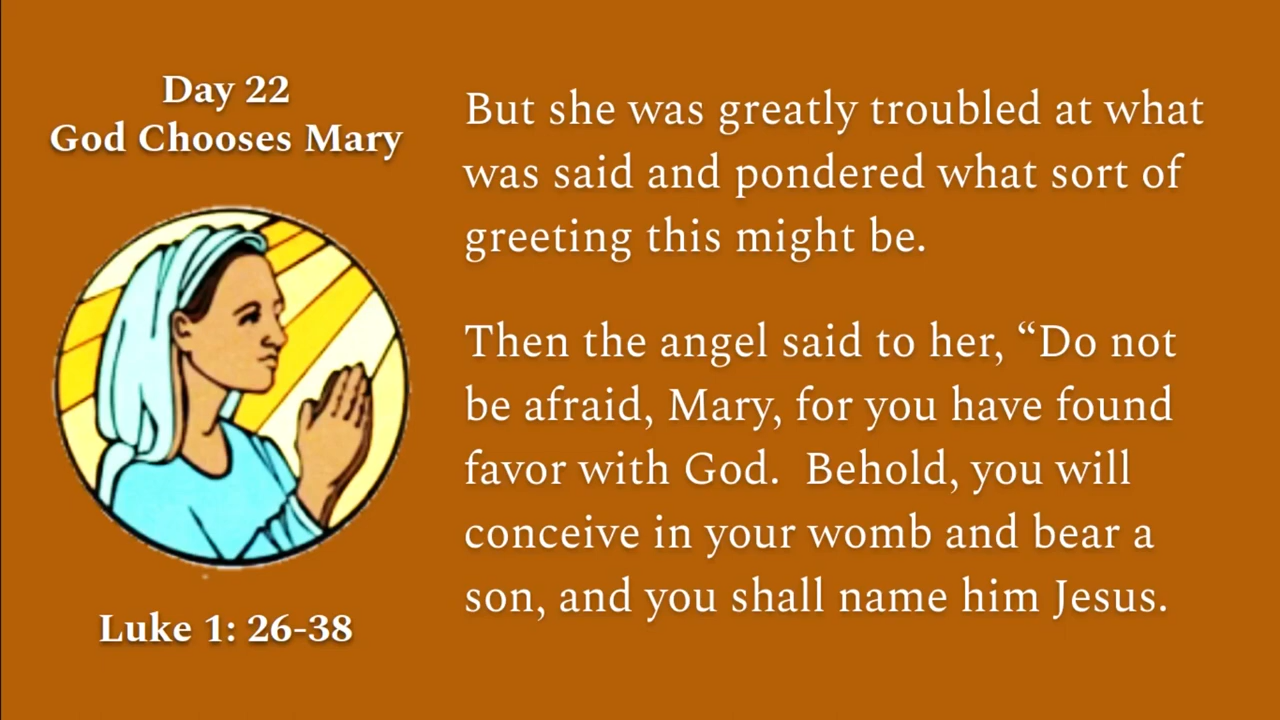 Day 22
God Chooses Mary
Luke 1: 26-38
But she was greatly troubled at what
was said and pondered what sort of
greeting this might be.
Then the angel said to her, “Do not
be afraid, Mary, for you have found
favor with God.  Behold, you will
conceive in your womb and bear a
son, and you shall name him Jesus.